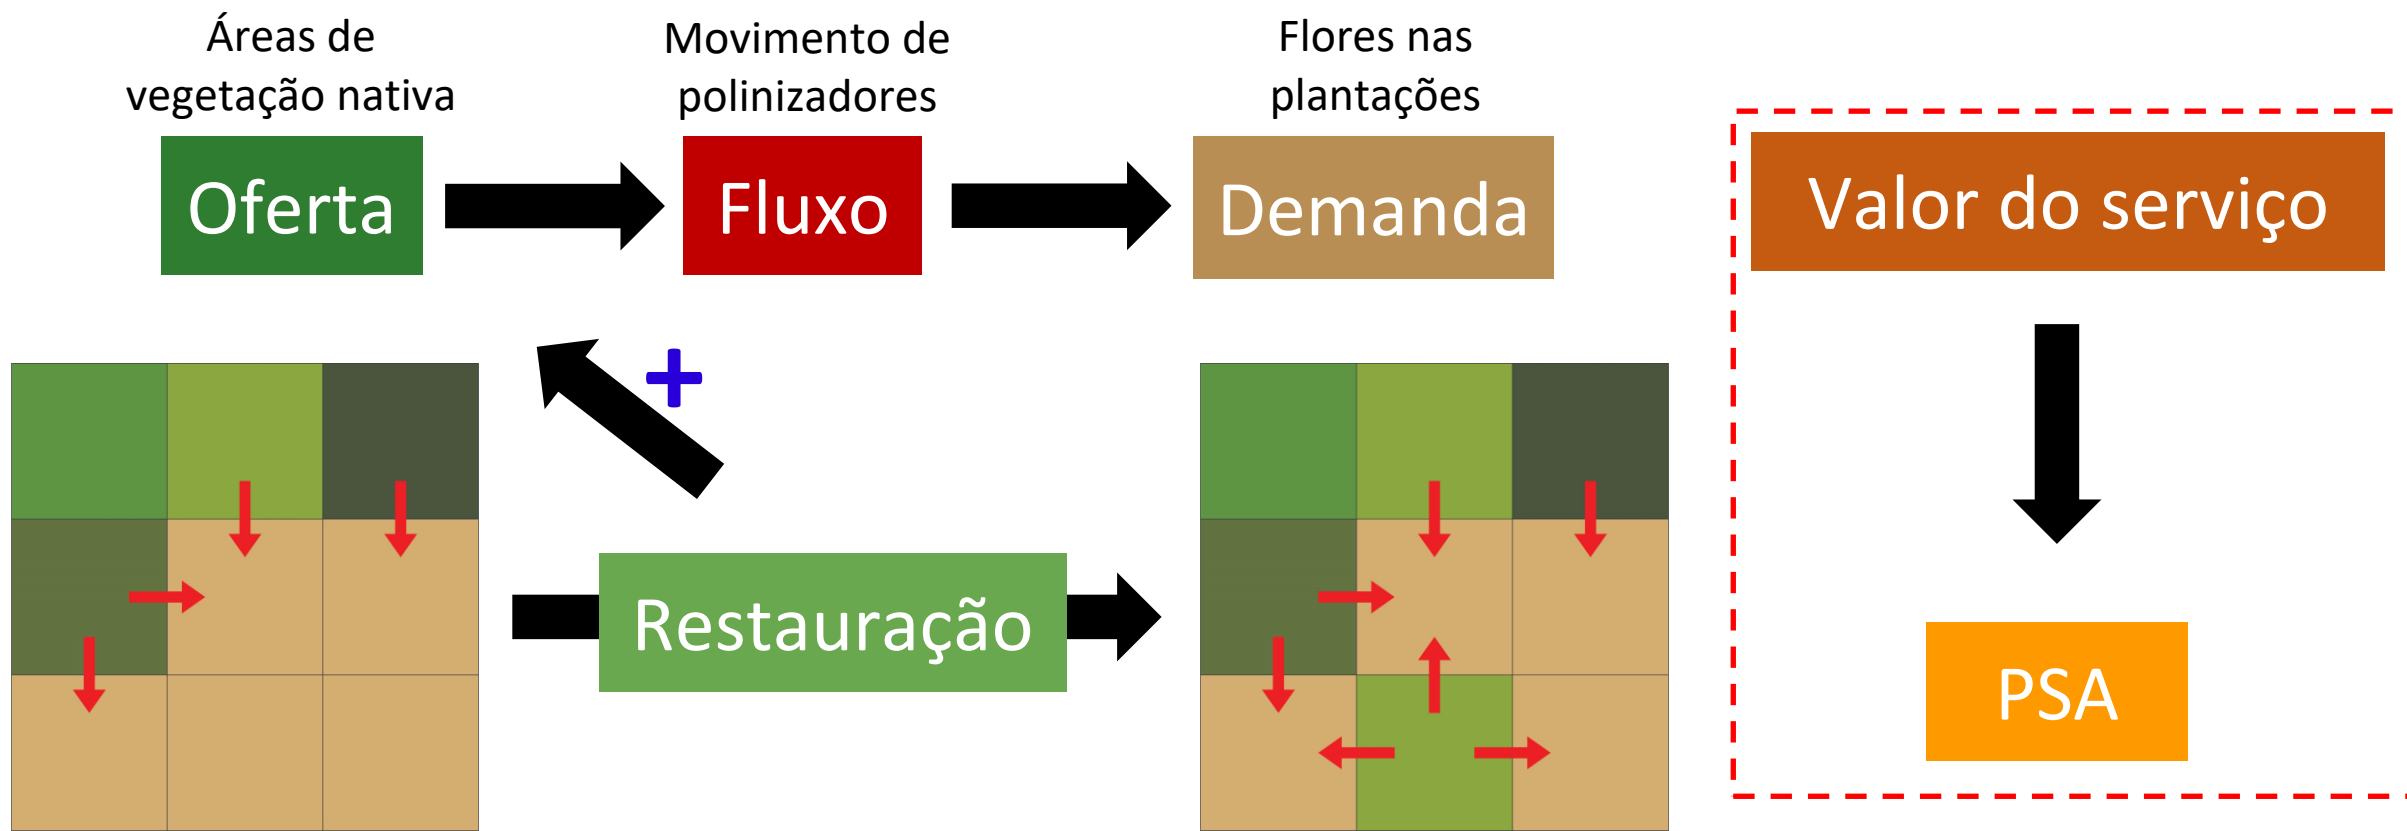 Áreas de
vegetação nativa
Oferta
Movimento de
polinizadores
Fluxo
Flores nas
plantações
Demanda
Valor do serviço
+
Restauração
PSA